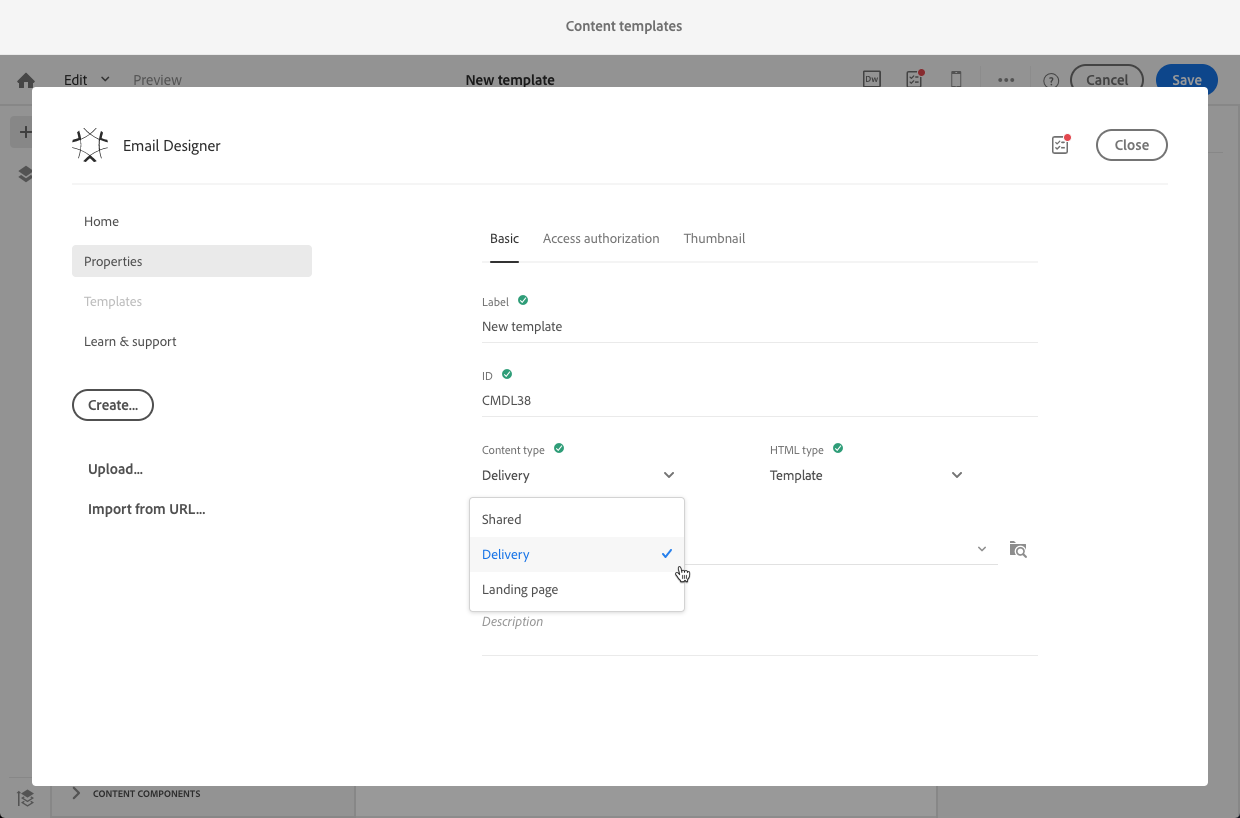 Content templates
Edit Preview New template Dw ••• ? Cancel Save
Email Designer Close
Home
Properties
Templates
Learn & support
Create...
Upload...
Import from URL...
Basic Access authorization Thumbnail
Label
New template
ID
CMDL38
Content type HTML type
Delivery Template
Shared
Delivery
Landing page
Description
CONTENT COMPONENTS